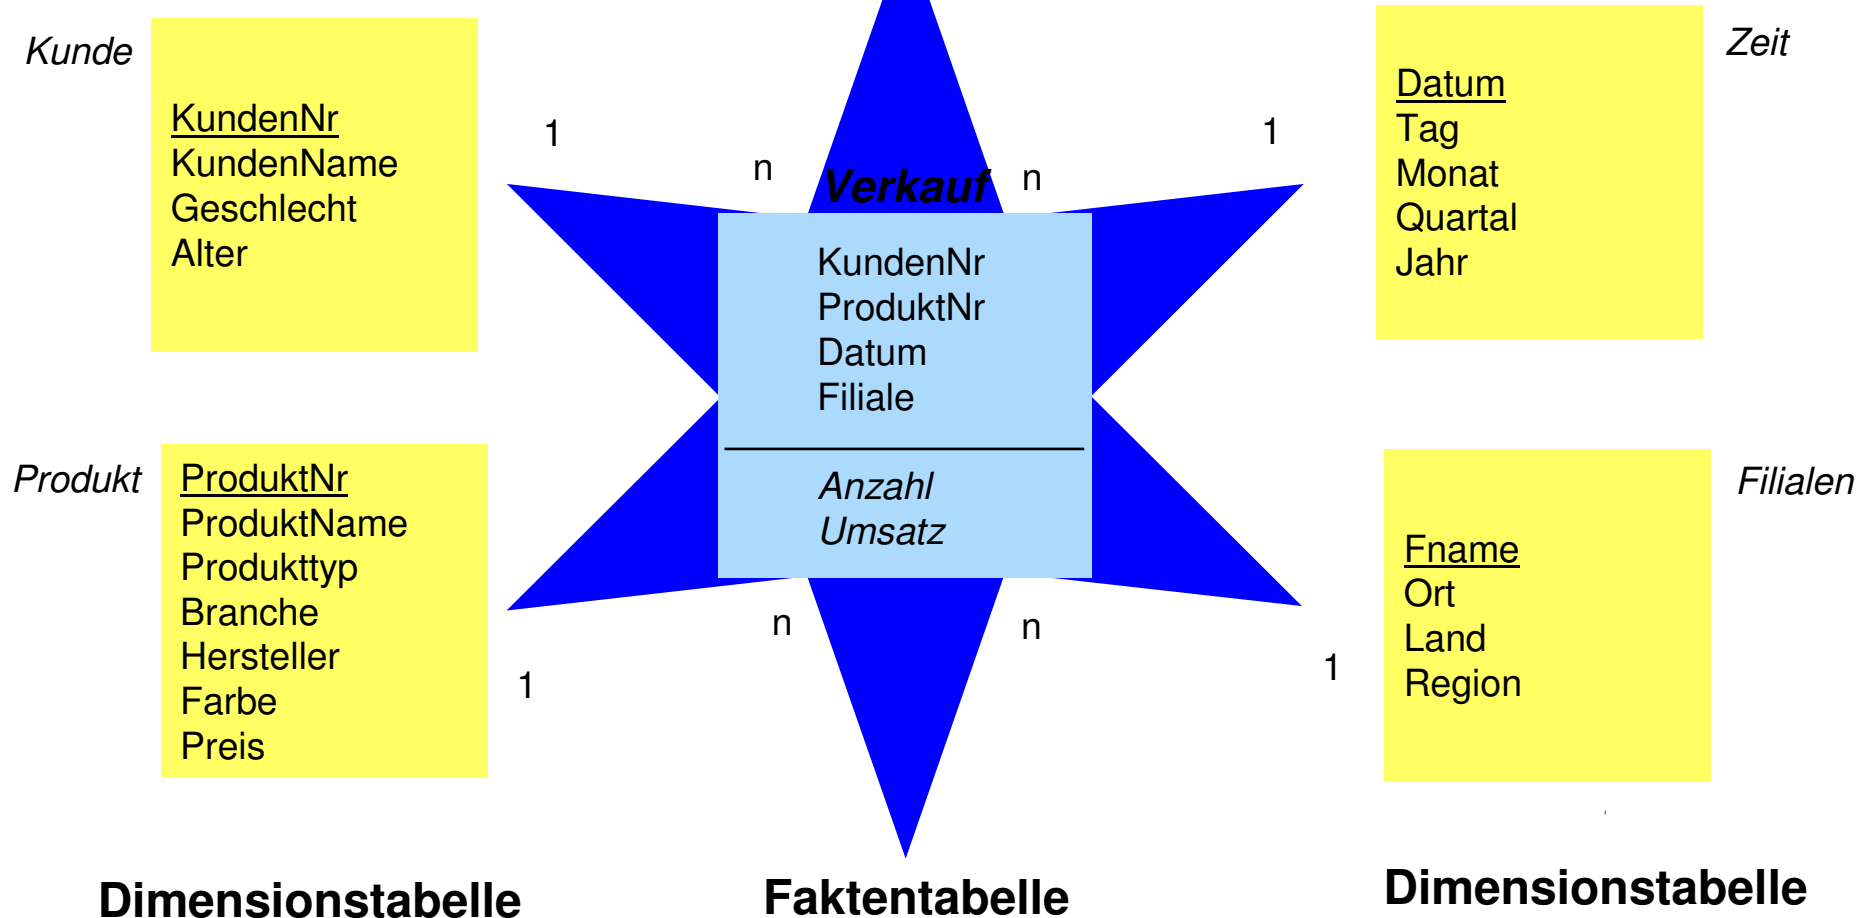 Kunde
KundenNr
KundenName
Geschlecht
Alter
1
n
Verkauf
n
1
KundenNr
ProduktNr
Datum
Filiale
Anzahl
Umsatz
Zeit
Datum
Tag
Monat
Quartal
Jahr
Produkt
ProduktNr
ProduktName
Produkttyp
Branche
Hersteller
Farbe
Preis
1
n
n
1
Filialen
Fname
Ort
Land
Region
Dimensionstabelle
Faktentabelle
Dimensionstabelle